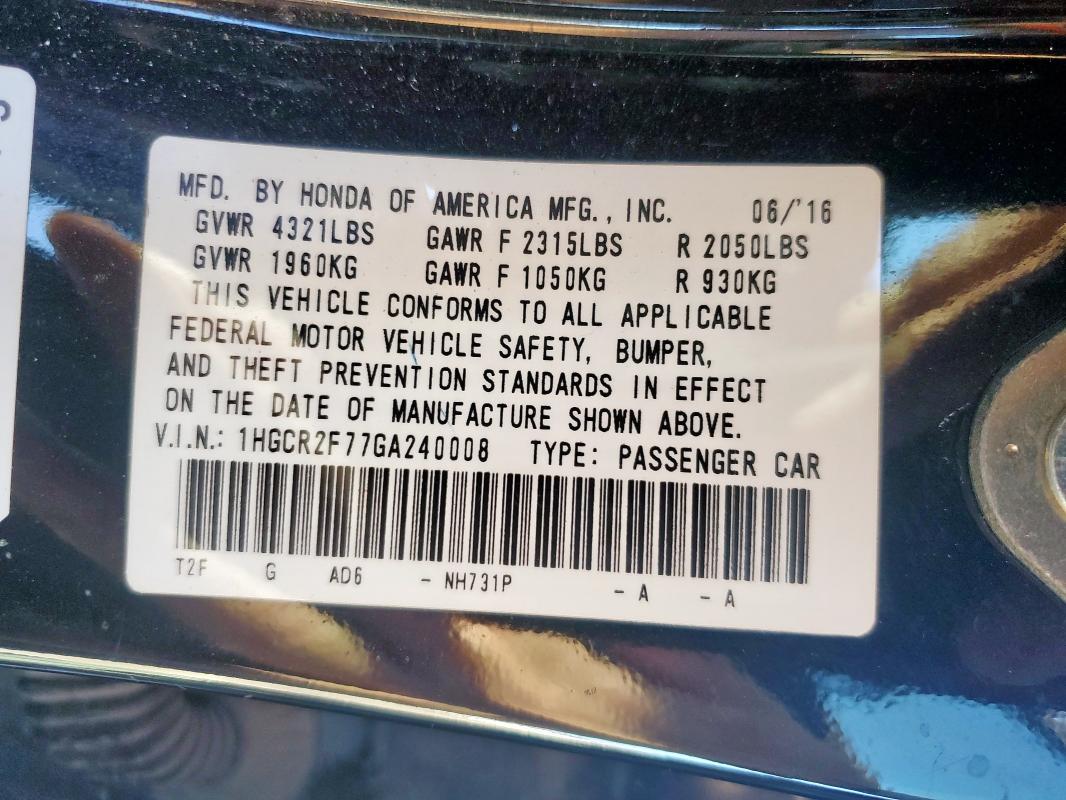 MFD. BY HONDA OF AMERICA MFG., INC. 06/'16
GVWR 4321LBS GAWR F 2315LBS R 2050LBS
GVWR 1960KG GAWR F 1050KG R 930KG
THIS VEHICLE CONFORMS TO ALL APPLICABLE
FEDERAL MOTOR VEHICLE SAFETY, BUMPER,
AND THEFT PREVENTION STANDARDS IN EFFECT
ON THE DATE OF MANUFACTURE SHOWN ABOVE.
V.I.N.: 1HGCR2F77GA240008 TYPE: PASSENGER CAR
T2F G AD6 - NH731P - A - A